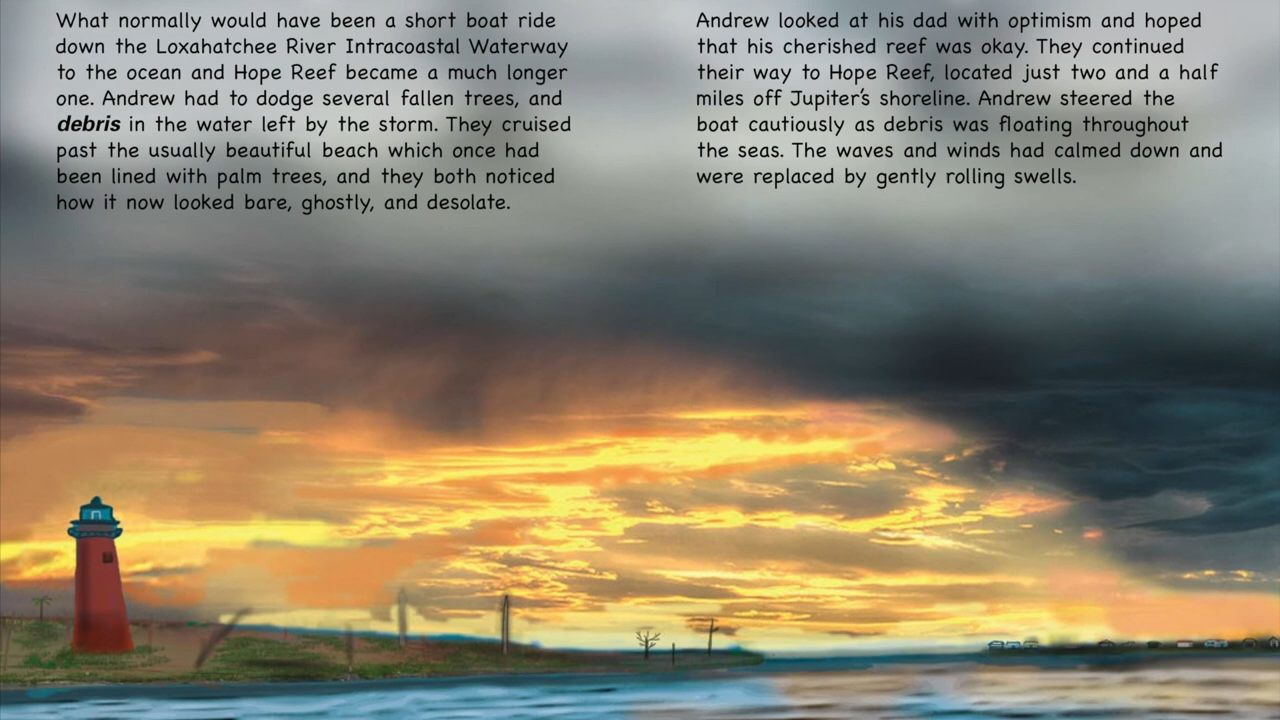 What normally would have been a short boat ride
down the Loxahatchee River Intracoastal Waterway
to the ocean and Hope Reef became a much longer
one. Andrew had to dodge several fallen trees, and
debris in the water left by the storm. They cruised
past the usually beautiful beach which once had
been lined with palm trees, and they both noticed
how it now looked bare, ghostly, and desolate.
Andrew looked at his dad with optimism and hoped
that his cherished reef was okay. They continued
their way to Hope Reef, located just two and a half
miles off Jupiter's shoreline. Andrew steered the
boat cautiously as debris was floating throughout
the seas. The waves and winds had calmed down and
were replaced by gently rolling swells.